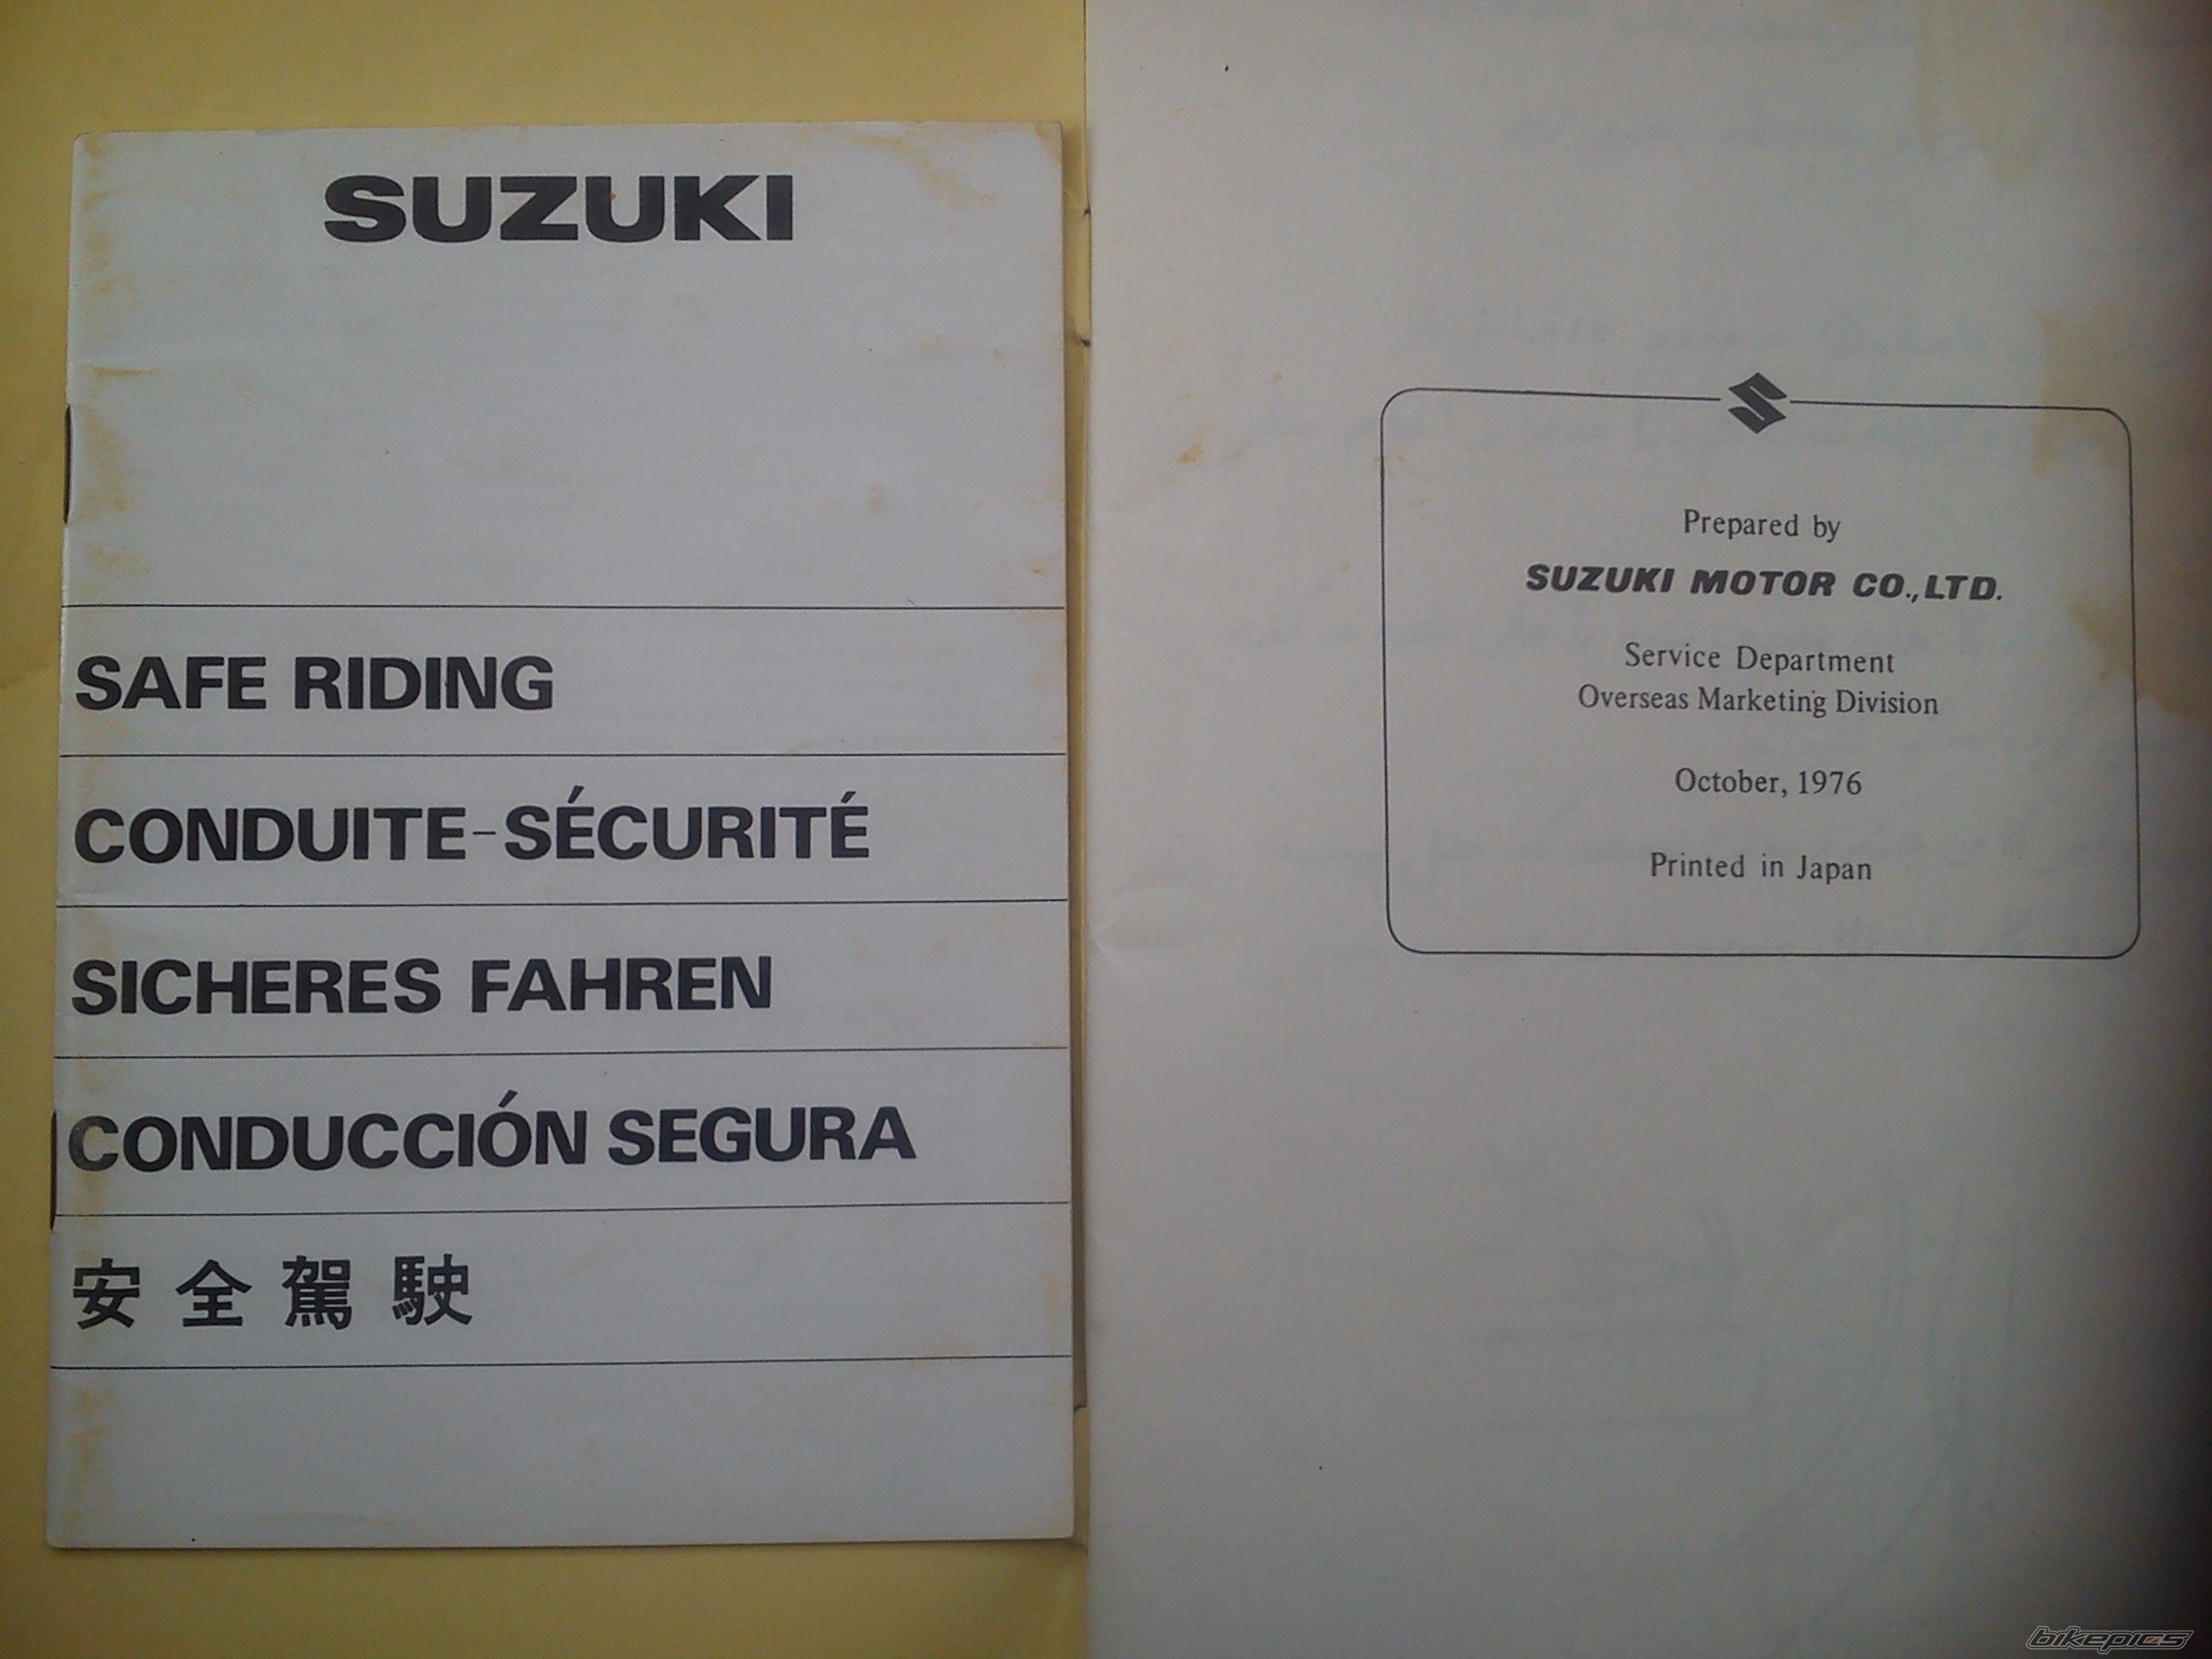 SUZUKI
SAFE RIDING
CONDUITE-SÉCURITÉ
SICHERES FAHREN
CONDUCCIÓN SEGURA
安全駕駛
Prepared by
SUZUKI MOTOR CO.,LTD.
Service Department
Overseas Marketing Division
October, 1976
Printed in Japan
bikepics